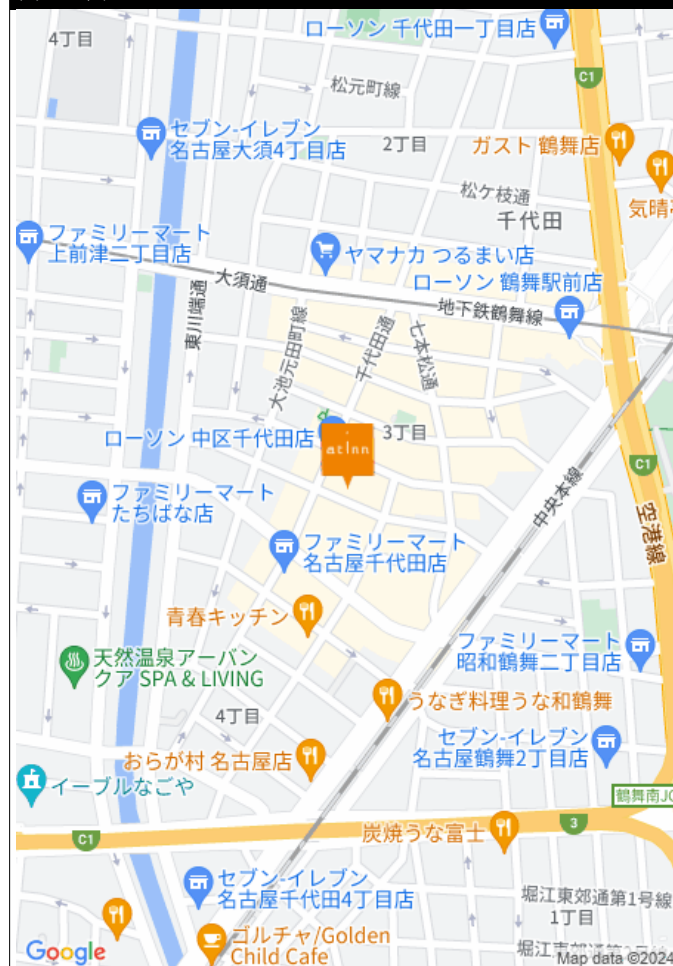 ローソン 千代田一丁目店
4丁目
C1
松元町線
セブン-イレブン
名古屋大須4丁目店
2丁目
ガスト 鶴舞店
松ケ枝通
気晴
千代田
ファミリーマート
上前津二丁目店
ヤマナカ つるまい店
大須通
ローソン 鶴舞駅前店
東川端通
地下鉄鶴舞線
大池元田町線
千代田通
七本松通
ローソン 中区千代田店
at inn
3丁目
C1
中央本線
ファミリーマート
たちばな店
空港線
ファミリーマート
名古屋千代田店
青春キッチン
ファミリーマート
昭和鶴舞二丁目店
天然温泉アーバン
クア SPA & LIVING
うなぎ料理うな和鶴舞
4丁目
セブン-イレブン
名古屋鶴舞2丁目店
おらが村 名古屋店
イーブルなごや
鶴舞南JC
C1
3
炭焼うな富士
セブン-イレブン
名古屋千代田4丁目店
堀江東郊通第1号線
1丁目
ゴルチャ/Golden
Child Cafe
Google
堀江東郊通第
Map data ©2024